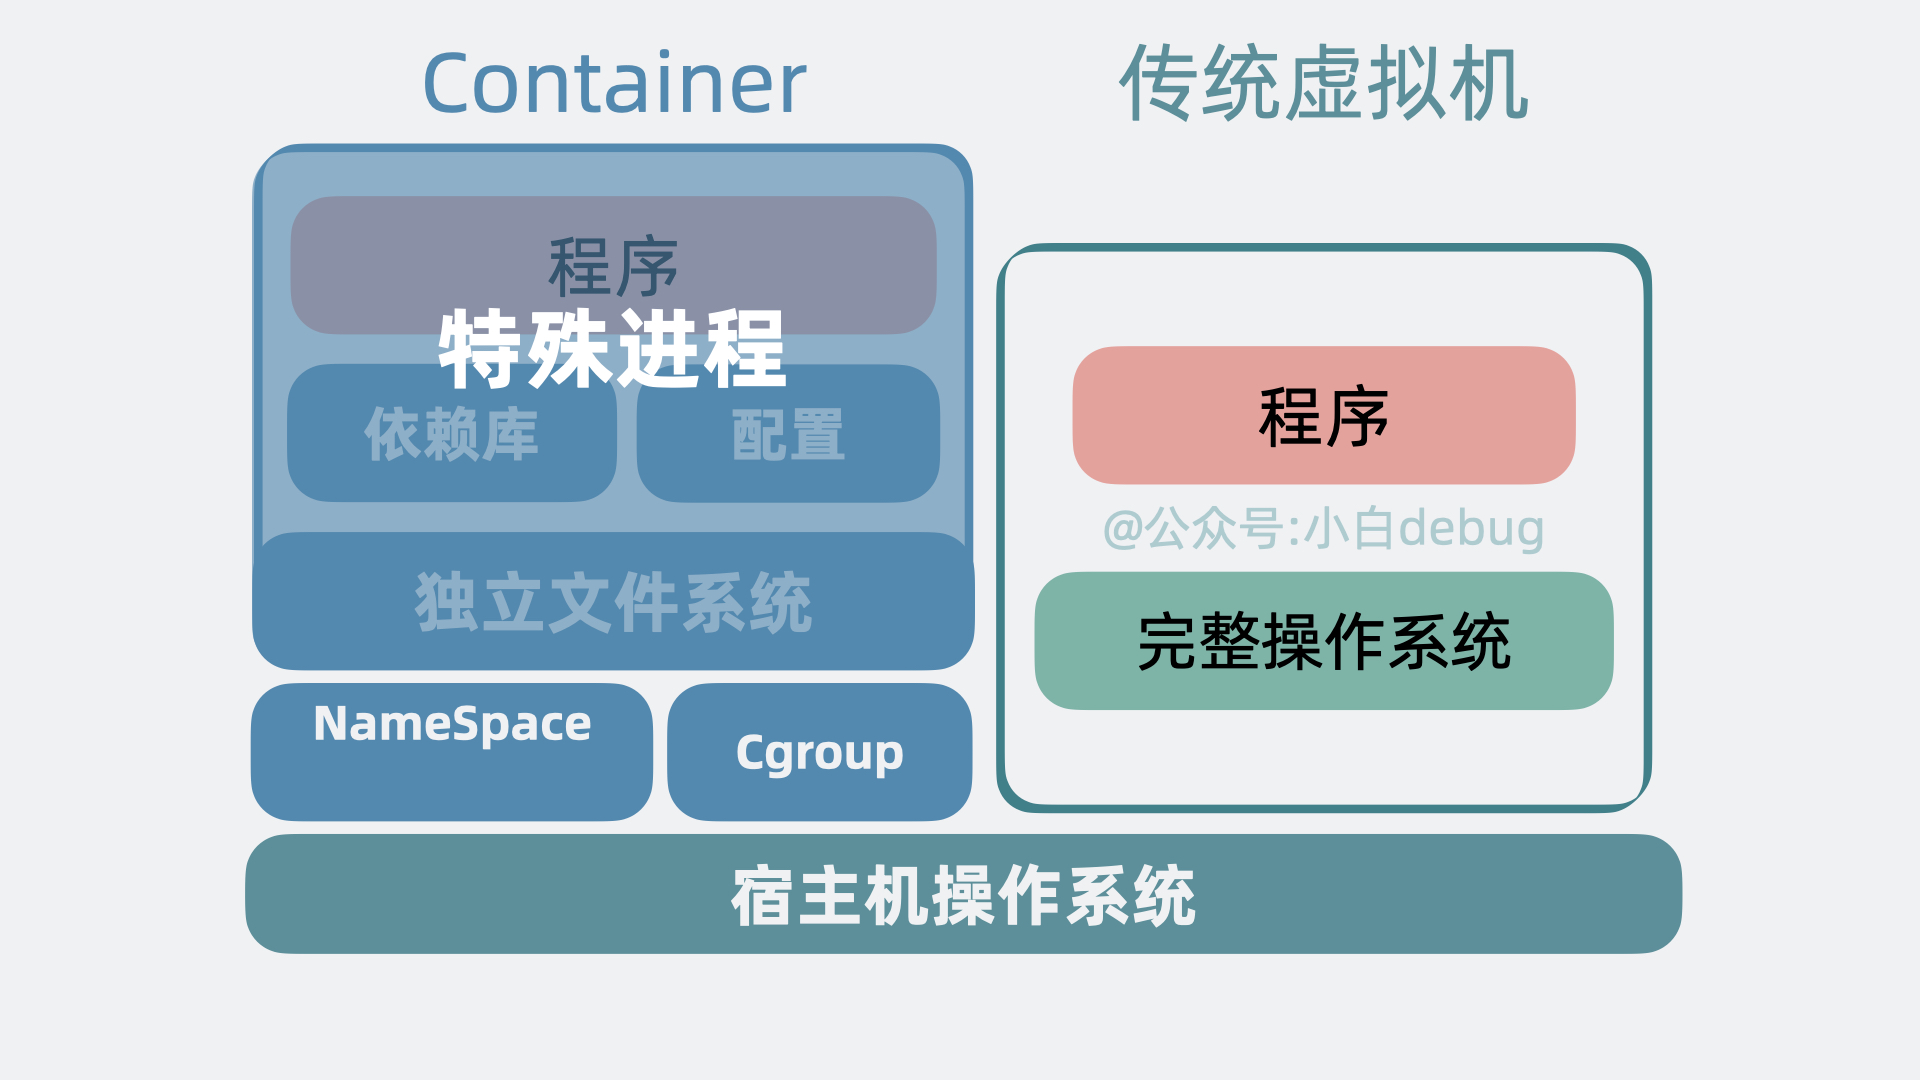 Container
传统虚拟机
程序
特殊进程
依赖库
配置
独立文件系统
NameSpace
Cgroup
程序
@公众号:小白debug
完整操作系统
宿主机操作系统